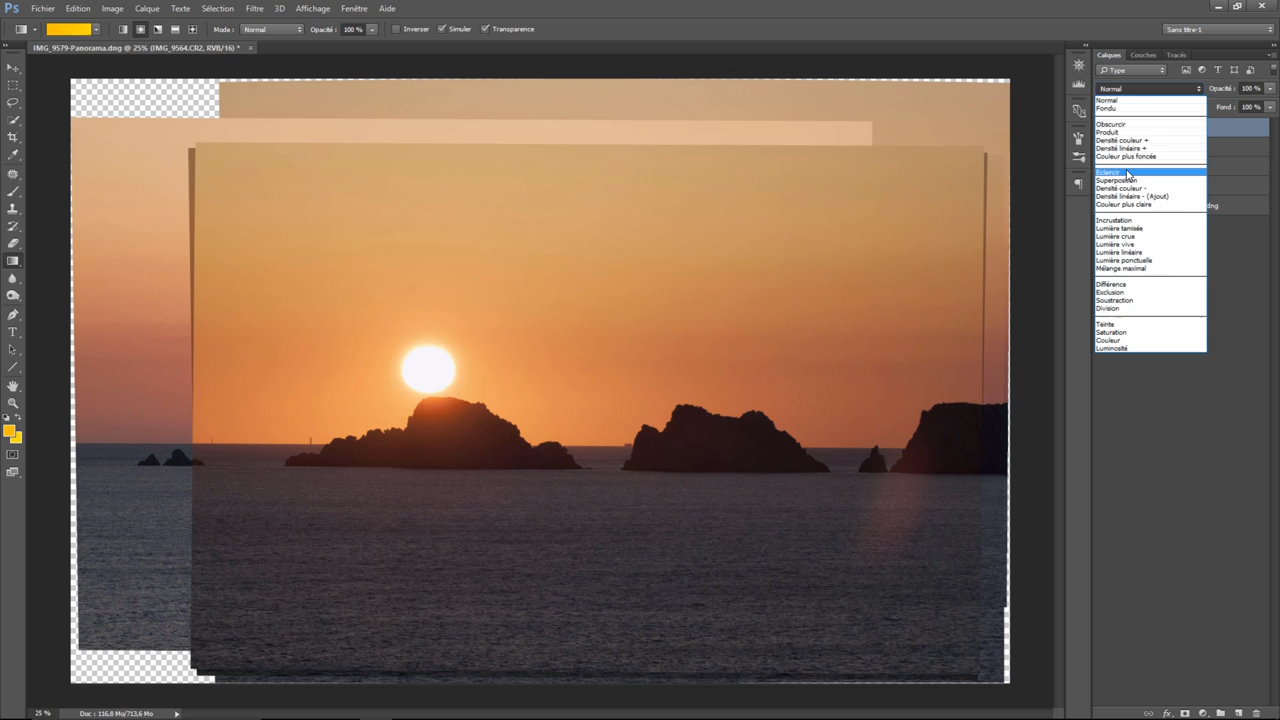 Ps Fichier Edition Image Calque Texte Sélection Filtre 3D Affichage Fenêtre Aide
Mode : Normal Opacité : 100 % Inverser Simuler Transparence Sans titre-1
IMG_9579-Panorama.dng @ 25% (IMG_9564.CR2, RVB/16) * ×
Calques Couches Tracés
Type
Normal Opacité : 100 %
Normal
Fondu
Fond : 100 %
Obscurcir
Produit
Densité couleur +
Densité linéaire +
Couleur plus foncée
Eclaircir
Superposition
Densité couleur -
Densité linéaire - (Ajout)
Couleur plus claire
dng
Incrustation
Lumière tamisée
Lumière crue
Lumière vive
Lumière linéaire
Lumière ponctuelle
Mélange maximal
Différence
Exclusion
Soustraction
Division
Teinte
Saturation
Couleur
Luminosité
25 % Doc : 116,8 Mo/713,6 Mo